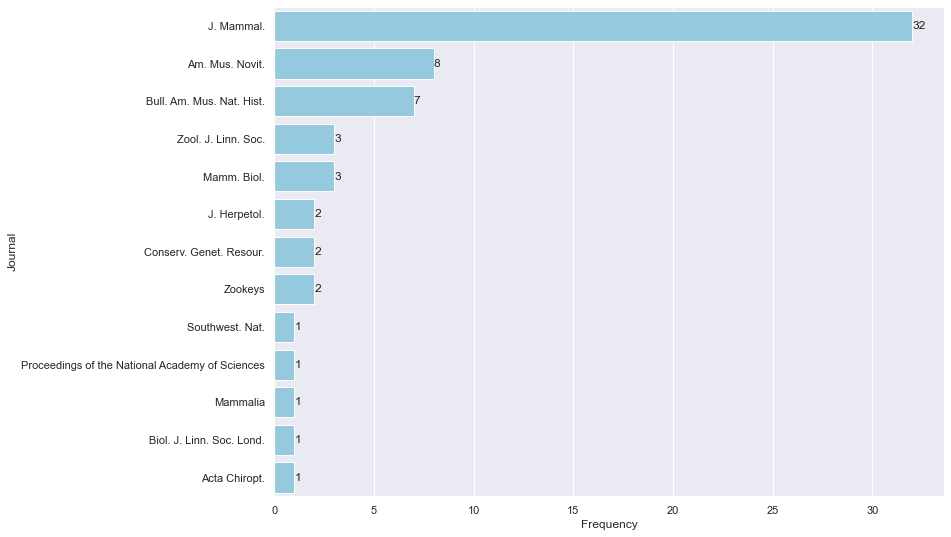 J. Mammal. 32
Am. Mus. Novit. 8
Bull. Am. Mus. Nat. Hist. 7
Zool. J. Linn. Soc. 3
Mamm. Biol. 3
J. Herpetol. 2
Conserv. Genet. Resour. 2
Zookeys 2
Southwest. Nat. 1
Proceedings of the National Academy of Sciences 1
Mammalia 1
Biol. J. Linn. Soc. Lond. 1
Acta Chiropt. 1
Journal
0 5 10 15 20 25 30
Frequency